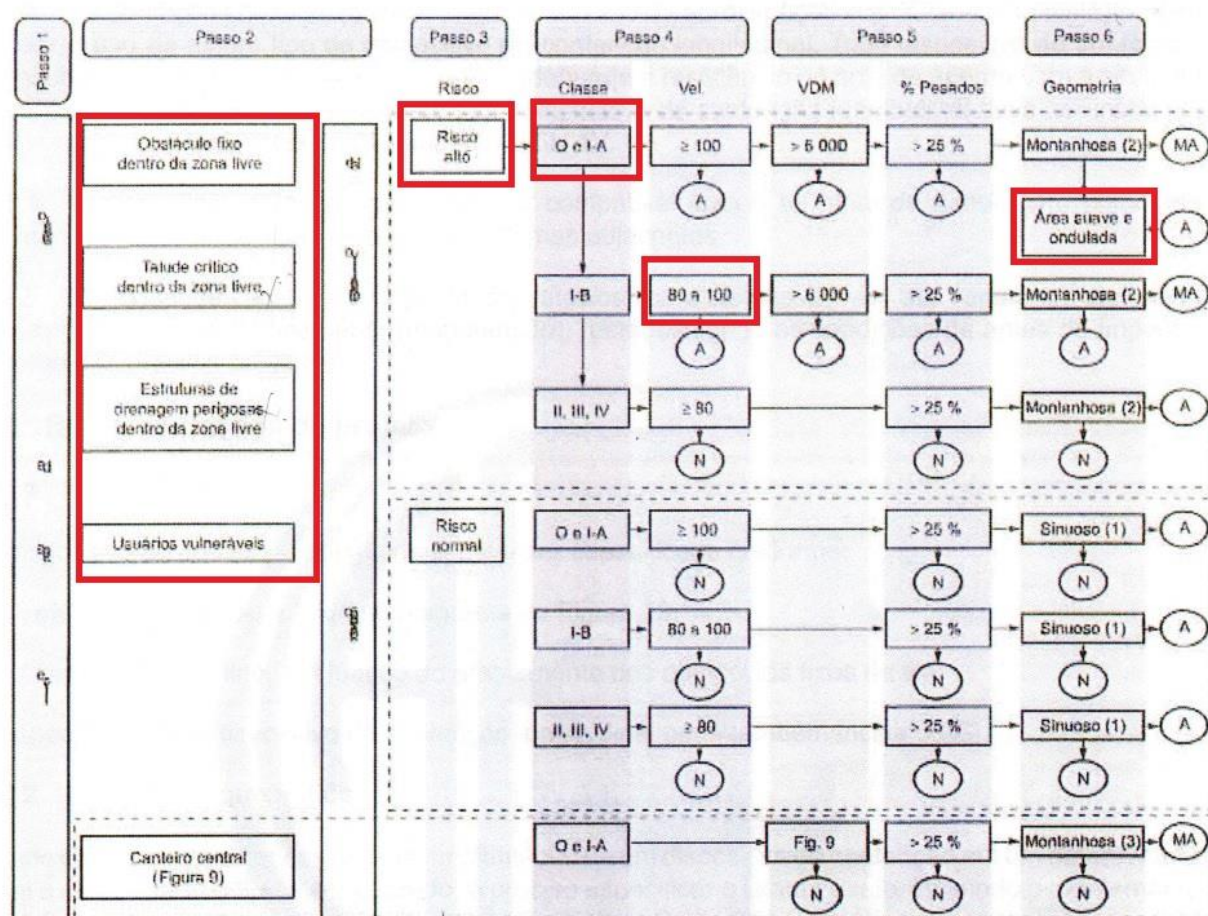 Passo 1
Passo 2
Passo 3
Passo 4
Passo 5
Passo 6
Risco
Classe
Vel.
VDM
% Pesados
Geometria
Obstáculo fixo
dentro da zona livre
Talude crítico
dentro da zona livre
Estruturas de
drenagem perigosas
dentro da zona livre
Usuários vulneráveis
Risco
alto
O e I-A
≥ 100
> 6 000
> 25 %
Montanhosa (2)
MA
A
A
A
Área suave e
ondulada
A
I-B
80 a 100
> 6 000
> 25 %
Montanhosa (2)
MA
A
A
A
A
II, III, IV
≥ 80
> 25 %
Montanhosa (2)
A
N
N
N
Risco
normal
O e I-A
≥ 100
> 25 %
Sinuoso (1)
A
N
N
N
I-B
80 a 100
> 25 %
Sinuoso (1)
A
N
N
N
II, III, IV
≥ 80
> 25 %
Sinuoso (1)
A
N
N
N
Canteiro central
(Figura 9)
O e I-A
Fig. 9
> 25 %
Montanhosa (3)
MA
N
A
A